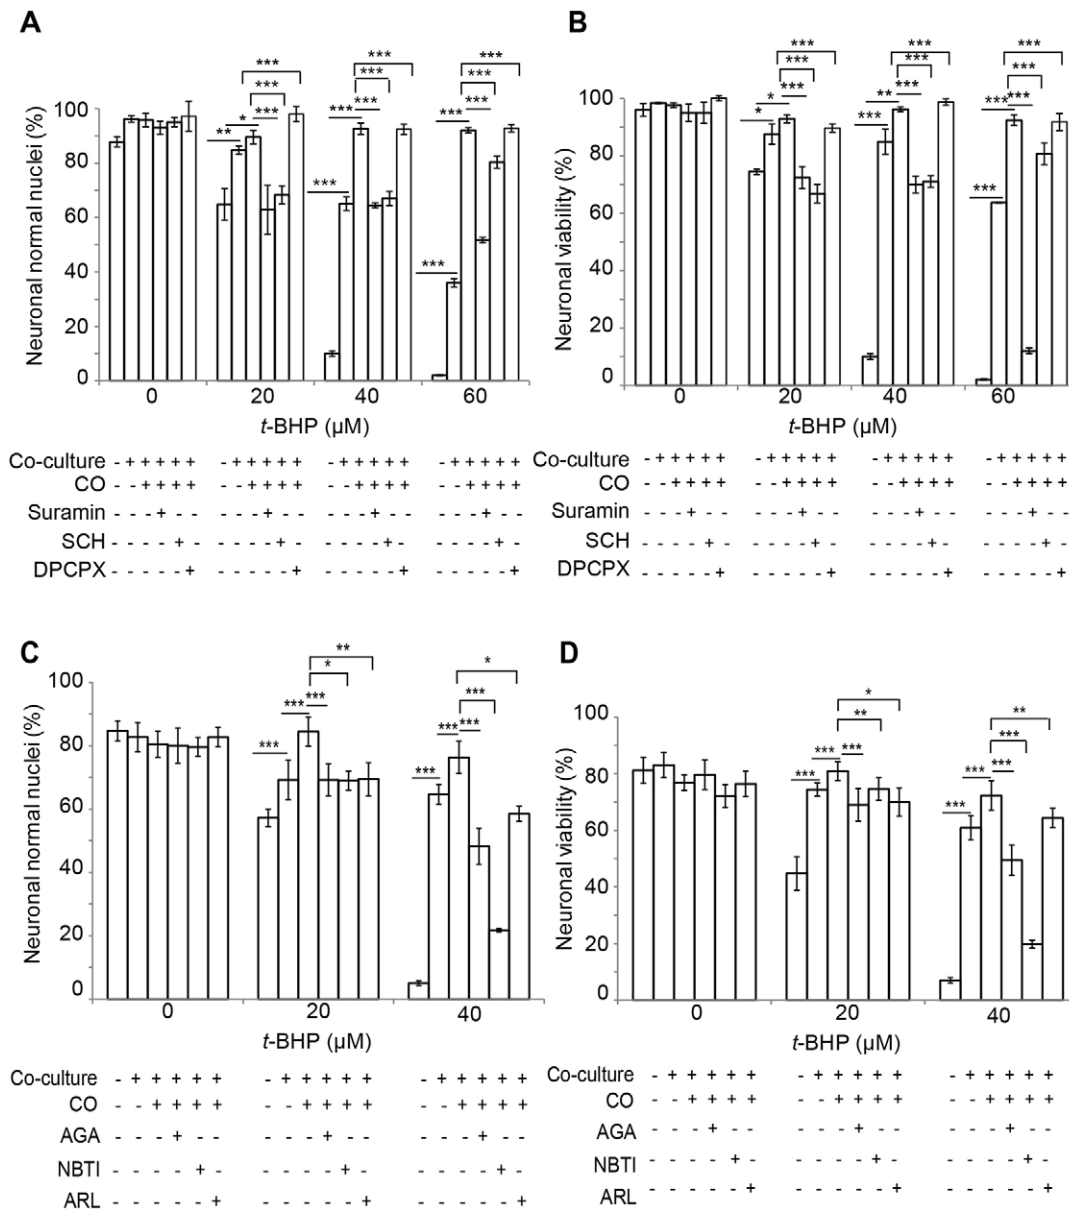 A
*** *** *** ** * *** *** *** *** *** *** *** *** *** *** *** ***
Neuronal normal nuclei (%)
100
80
60
40
20
0
0 20 40 60
t-BHP (µM)
Co-culture - + + + + + - + + + + + - + + + + + - + + + + +
CO - - + + + + - - + + + + - - + + + + - - + + + +
Suramin - - - + - - - - - + - - - - - + - - - - - + - -
SCH - - - - + - - - - - + - - - - - + - - - - - + -
DPCPX - - - - - + - - - - - + - - - - - + - - - - - +
B
* * *** *** *** *** ** *** *** *** *** *** *** *** ***
Neuronal viability (%)
100
80
60
40
20
0
0 20 40 60
t-BHP (µM)
Co-culture - + + + + + - + + + + + - + + + + + - + + + + +
CO - - + + + + - - + + + + - - + + + + - - + + + +
Suramin - - - + - - - - - + - - - - - + - - - - - + - -
SCH - - - - + - - - - - + - - - - - + - - - - - + -
DPCPX - - - - - + - - - - - + - - - - - + - - - - - +
C
*** *** *** * ** *** *** *** *** *
Neuronal normal nuclei (%)
100
80
60
40
20
0
0 20 40
t-BHP (µM)
Co-culture - + + + + + - + + + + + - + + + + +
CO - - + + + + - - + + + + - - + + + +
AGA - - - + - - - - - + - - - - - + - -
NBTI - - - - + - - - - - + - - - - - + -
ARL - - - - - + - - - - - + - - - - - +
D
*** *** *** ** * *** *** *** *** **
Neuronal viability (%)
100
80
60
40
20
0
0 20 40
t-BHP (µM)
Co-culture - + + + + + - + + + + + - + + + + +
CO - - + + + + - - + + + + - - + + + +
AGA - - - + - - - - - + - - - - - + - -
NBTI - - - - + - - - - - + - - - - - + -
ARL - - - - - + - - - - - + - - - - - +